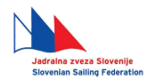 Jadralna zveza Slovenije
Slovenian Sailing Federation